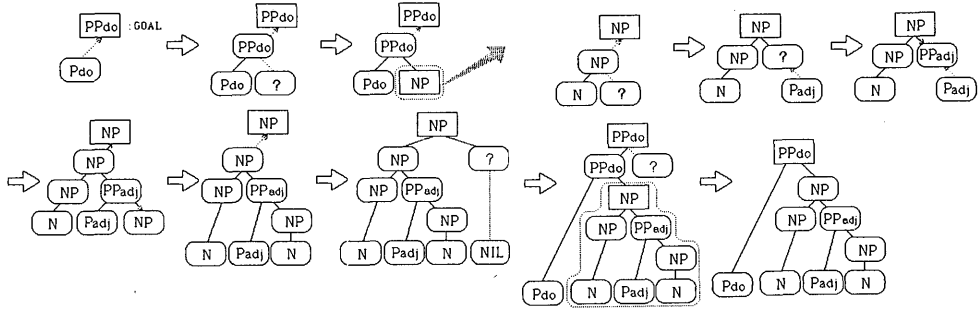 PPdo :GOAL
Pdo
PPdo
PPdo
Pdo ?
PPdo
PPdo
Pdo NP
NP
NP
N ?
NP
NP ?
N Padj
NP
NP PPadj
N Padj
NP
NP
NP PPadj
N Padj NP
NP
NP
NP PPadj
NP
N Padj N
NP
NP ?
NP PPadj
NP
N Padj N NIL
PPdo
PPdo ?
NP
NP PPadj
NP
Pdo N Padj N
PPdo
NP
NP PPadj
NP
Pdo N Padj N